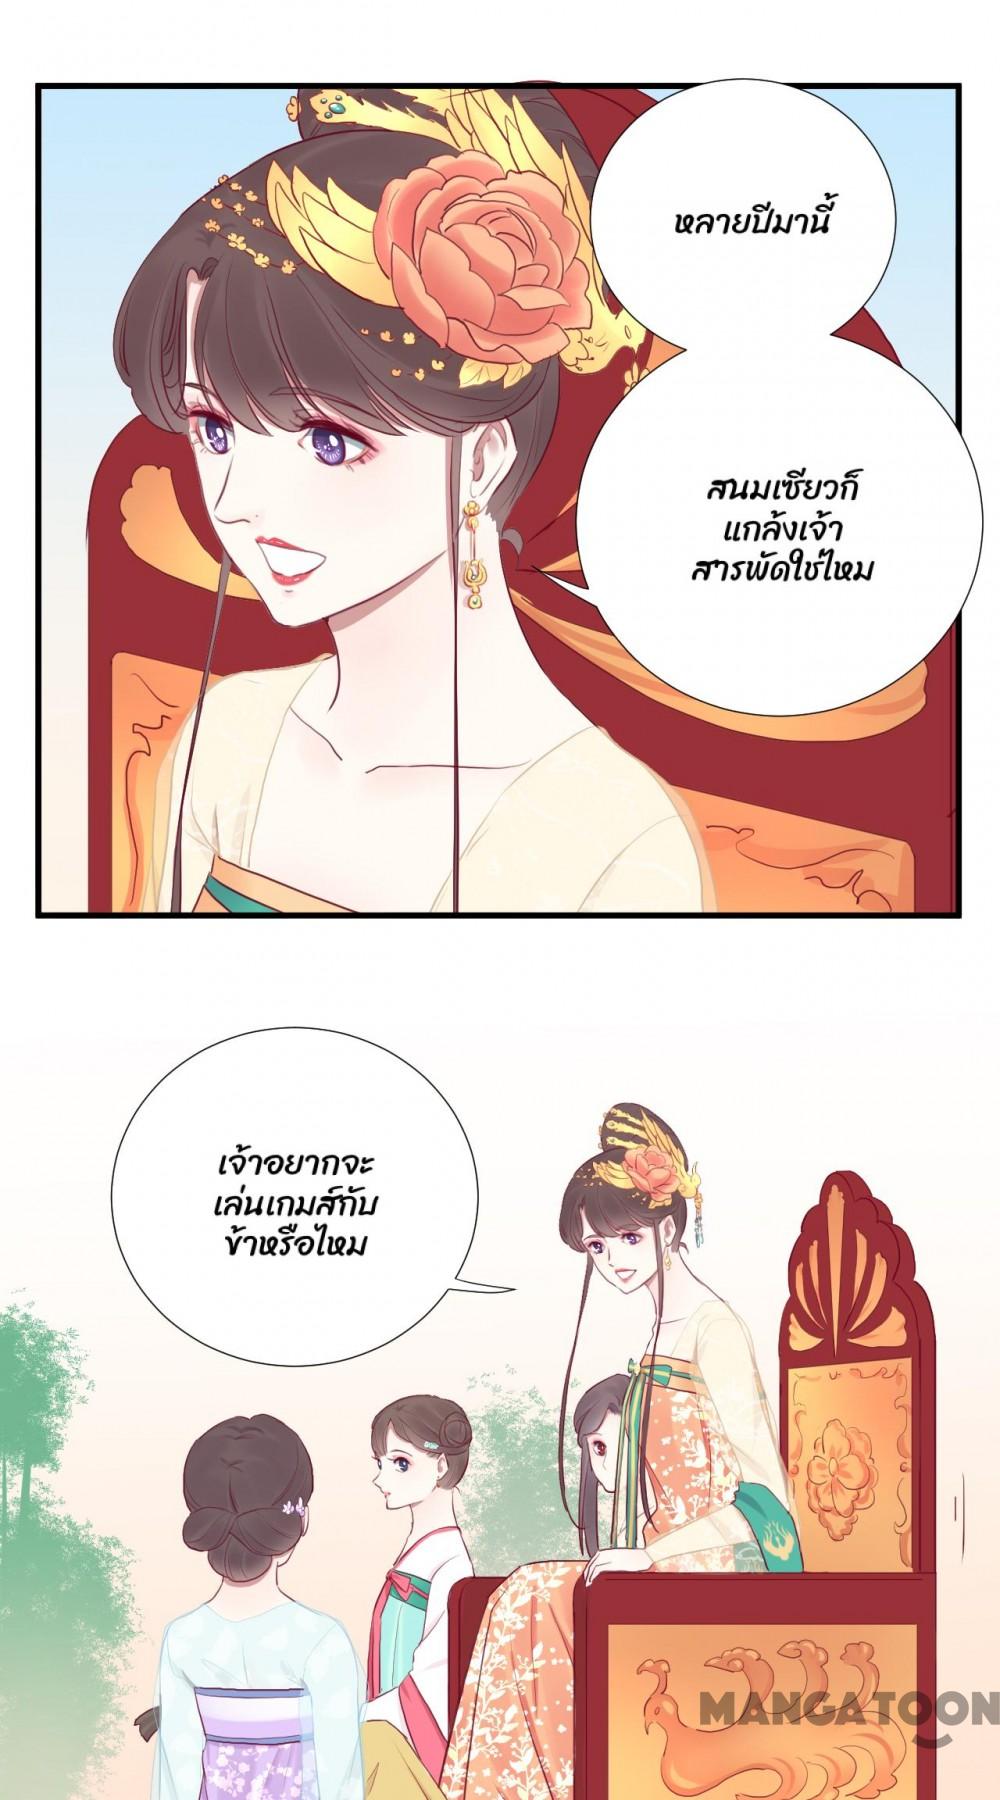 หลายปีมานี้
สนมเซียวก็
แกล้งเจ้า
สารพัดใช่ไหม
เจ้าอยากจะ
เล่นเกมส์กับ
ข้าหรือไหม
MANGATOON